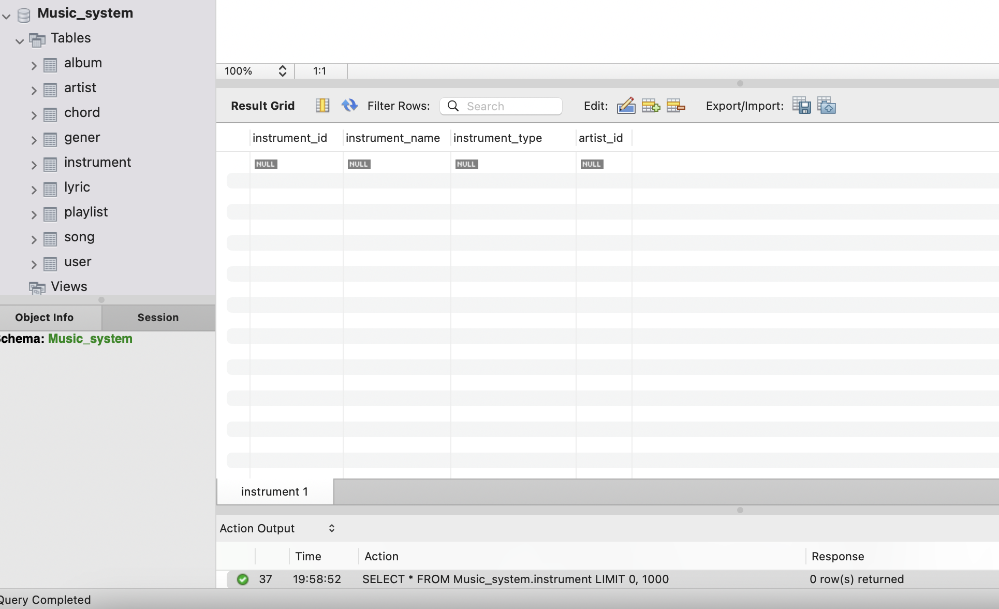 Music_system
Tables
album
artist
chord
gener
instrument
lyric
playlist
song
user
Views
Object Info Session
Schema: Music_system
100% 1:1
Result Grid Filter Rows: Search Edit: Export/Import:
instrument_id instrument_name instrument_type artist_id
NULL NULL NULL NULL
instrument 1
Action Output
Time Action Response
37 19:58:52 SELECT * FROM Music_system.instrument LIMIT 0, 1000 0 row(s) returned
Query Completed